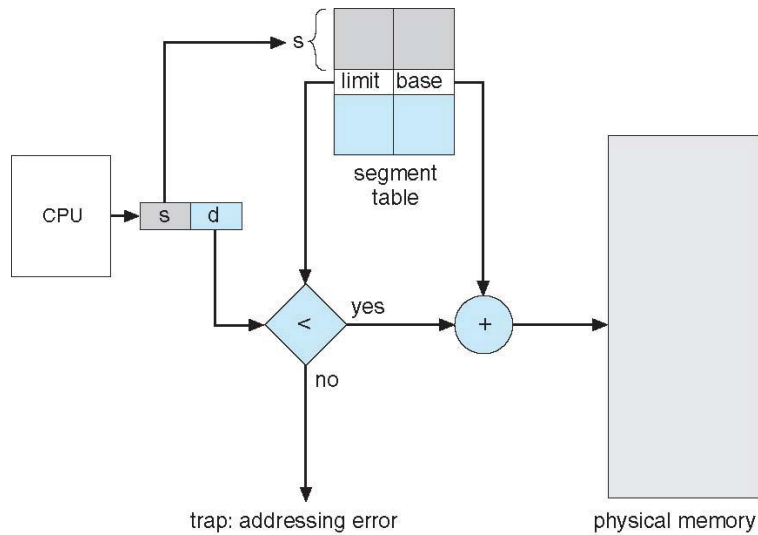 s
limit base
segment
table
CPU
s d
<
yes
+
no
trap: addressing error
physical memory